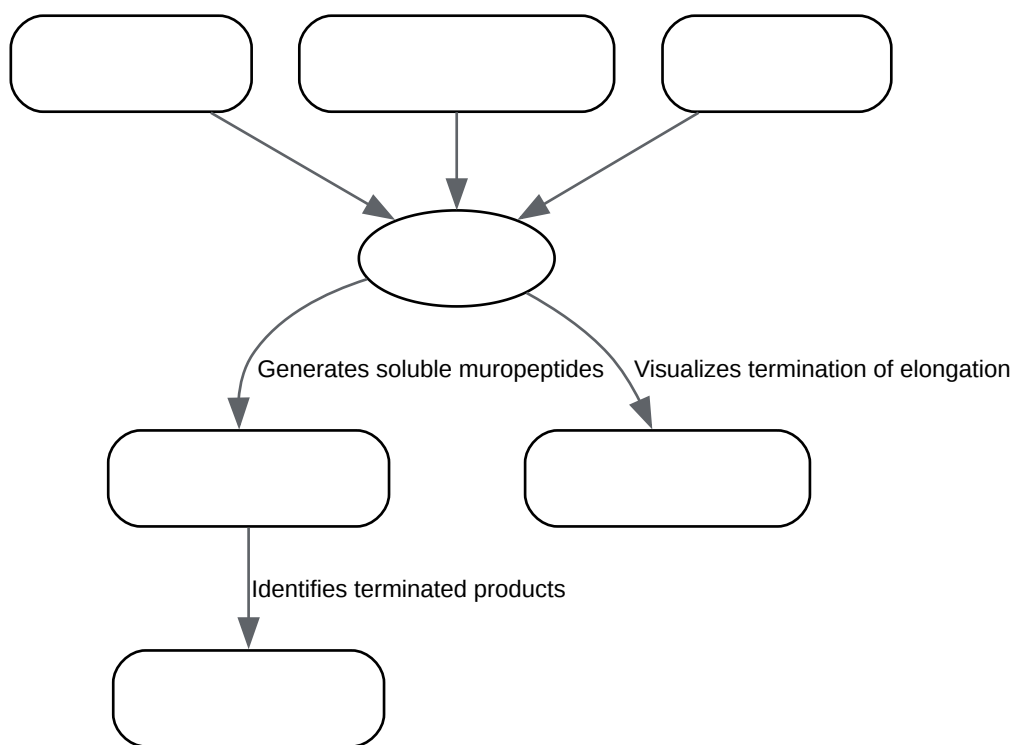 Generates soluble muropeptides
Visualizes termination of elongation
Identifies terminated products